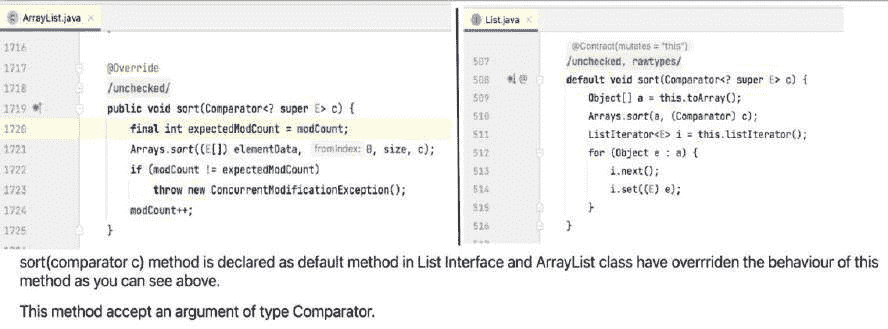 ArrayList.java
1716
1717 @Override
1718 /unchecked/
1719 public void sort(Comparator<? super E> c) {
1720 final int expectedModCount = modCount;
1721 Arrays.sort((E[]) elementData, fromIndex: 0, size, c);
1722 if (modCount != expectedModCount)
1723 throw new ConcurrentModificationException();
1724 modCount++;
1725 }
List.java
@Contract(mutates = "this")
507 /unchecked, rawtypes/
508 default void sort(Comparator<? super E> c) {
509 Object[] a = this.toArray();
510 Arrays.sort(a, (Comparator) c);
511 ListIterator<E> i = this.listIterator();
512 for (Object e : a) {
513 i.next();
514 i.set((E) e);
515 }
516 }
sort(comparator c) method is declared as default method in List Interface and ArrayList class have overrriden the behaviour of this
method as you can see above.
This method accept an argument of type Comparator.